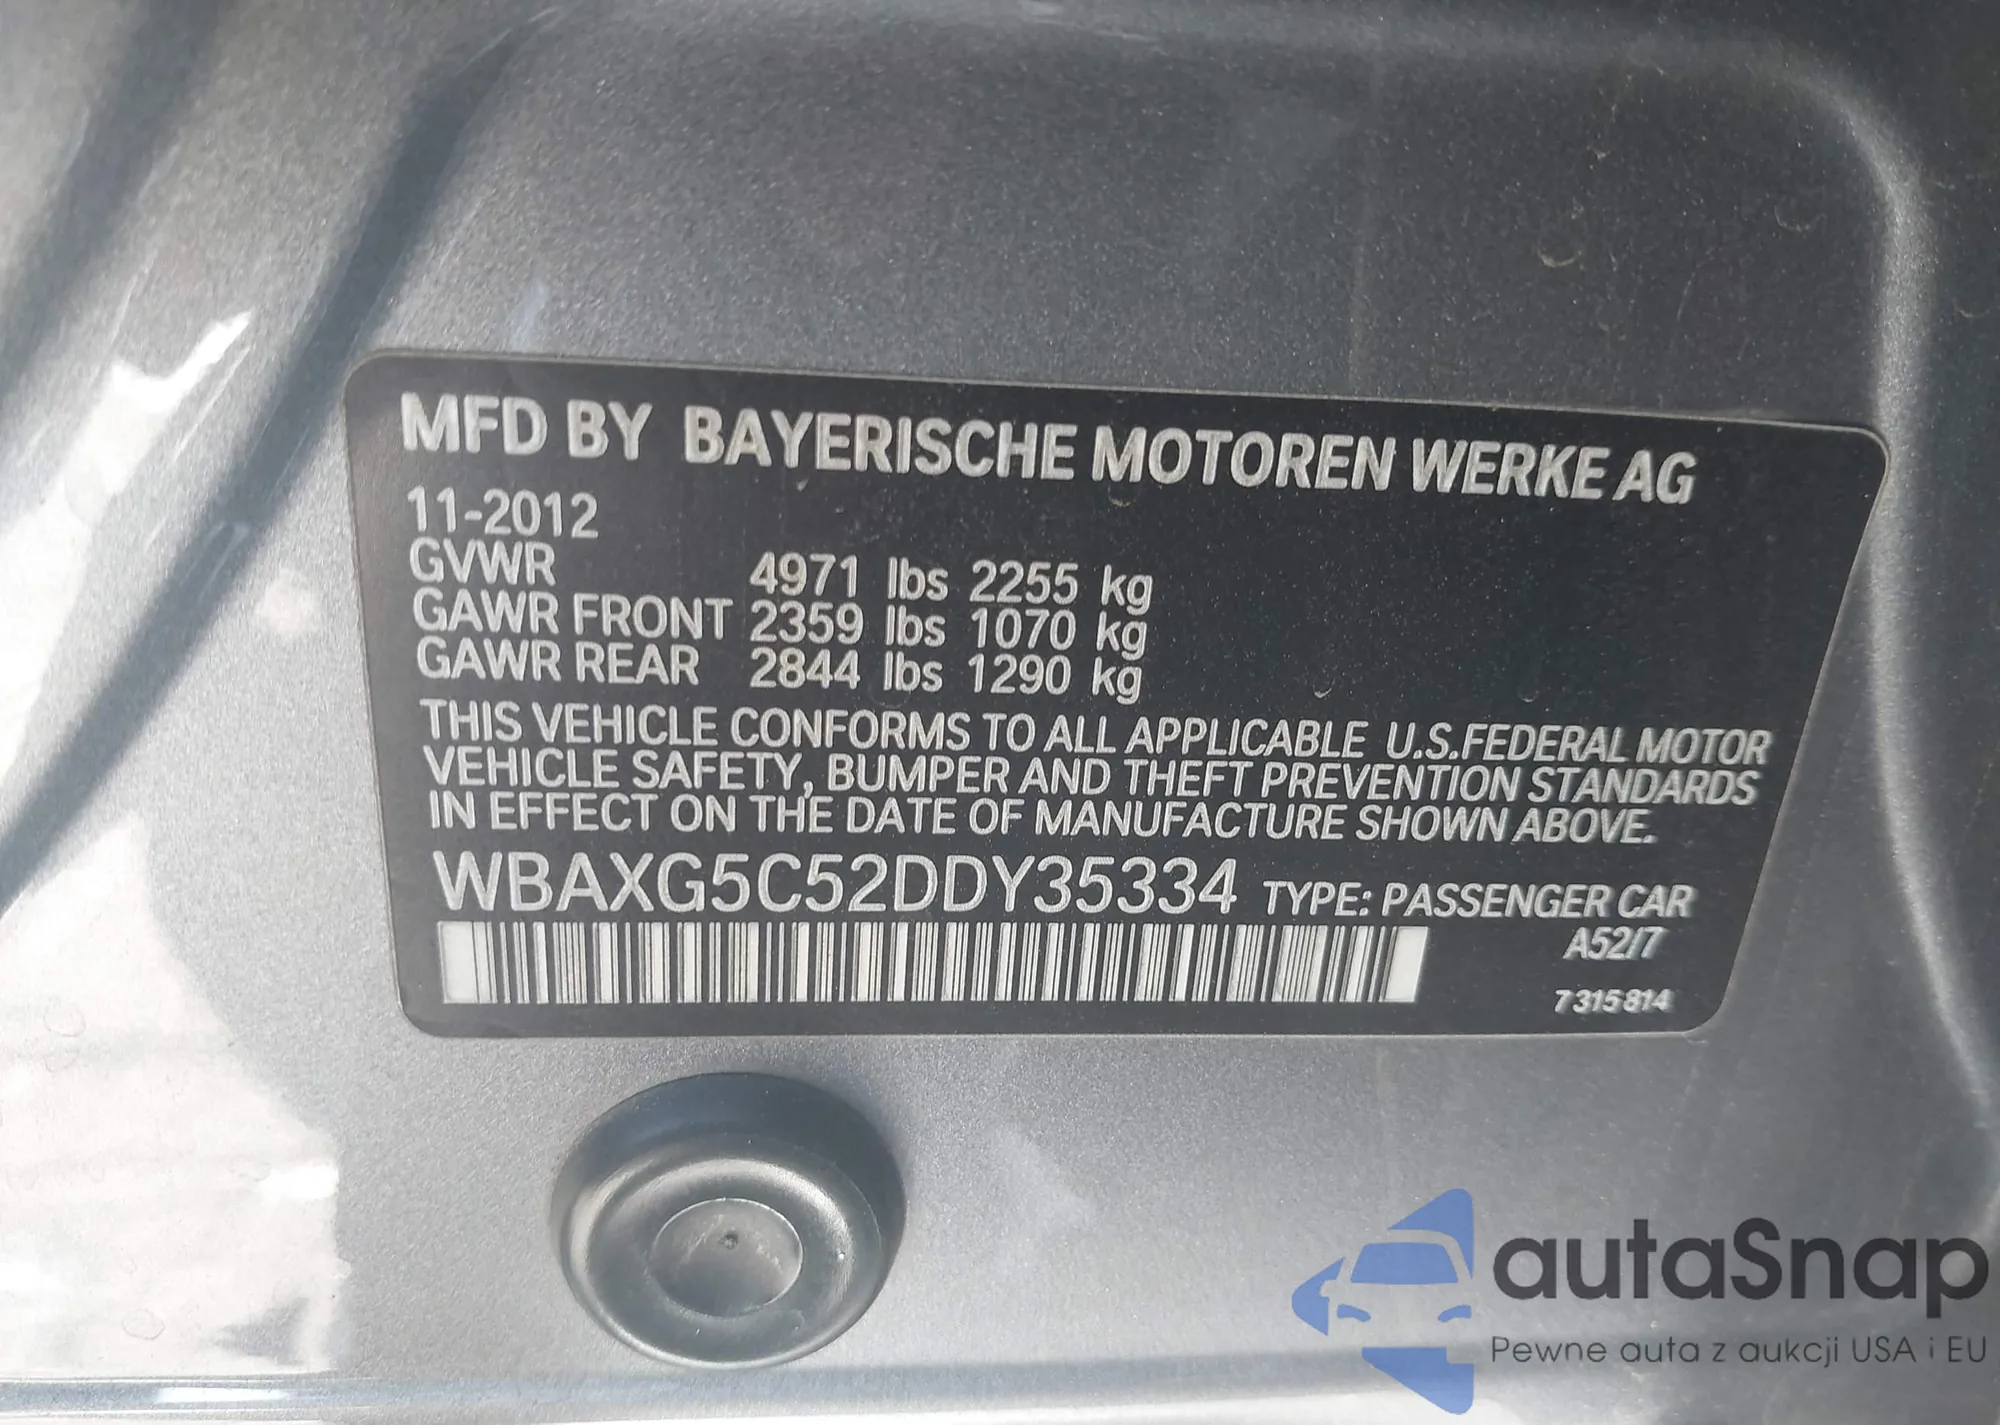 MFD BY BAYERISCHE MOTOREN WERKE AG
11-2012
GVWR 4971 lbs 2255 kg
GAWR FRONT 2359 lbs 1070 kg
GAWR REAR 2844 lbs 1290 kg
THIS VEHICLE CONFORMS TO ALL APPLICABLE U.S.FEDERAL MOTOR
VEHICLE SAFETY, BUMPER AND THEFT PREVENTION STANDARDS
IN EFFECT ON THE DATE OF MANUFACTURE SHOWN ABOVE.
WBAXG5C52DDY35334 TYPE: PASSENGER CAR
A52/7
7315814
autaSnap
Pewne auta z aukcji USA i EU